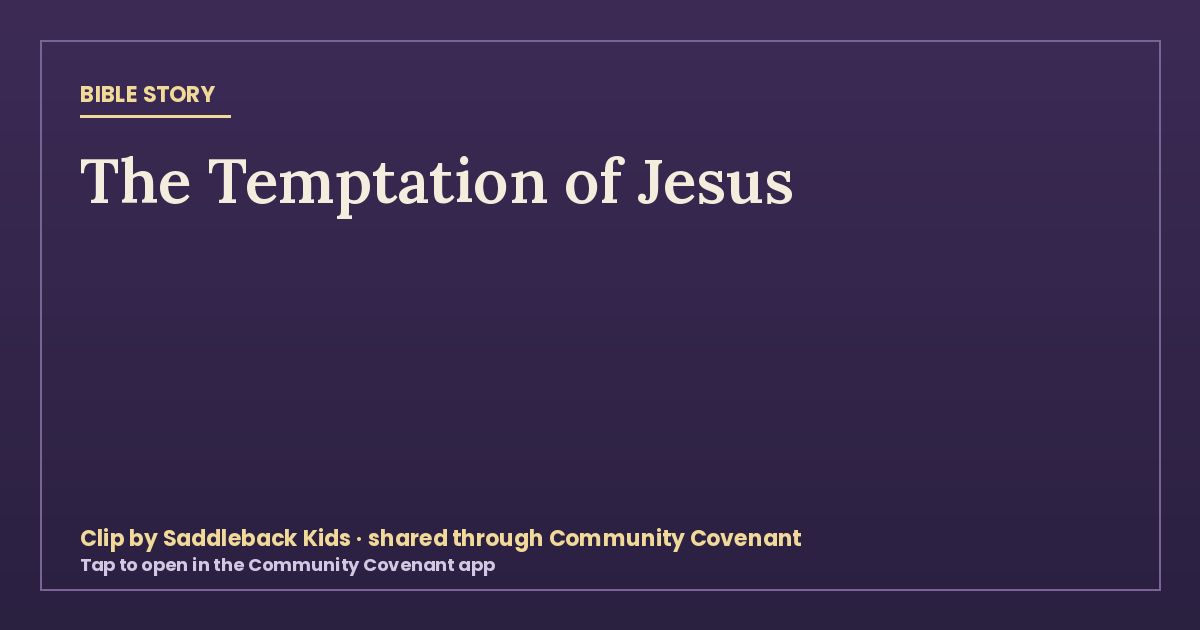 BIBLE STORY
The Temptation of Jesus
Clip by Saddleback Kids · shared through Community Covenant
Tap to open in the Community Covenant app